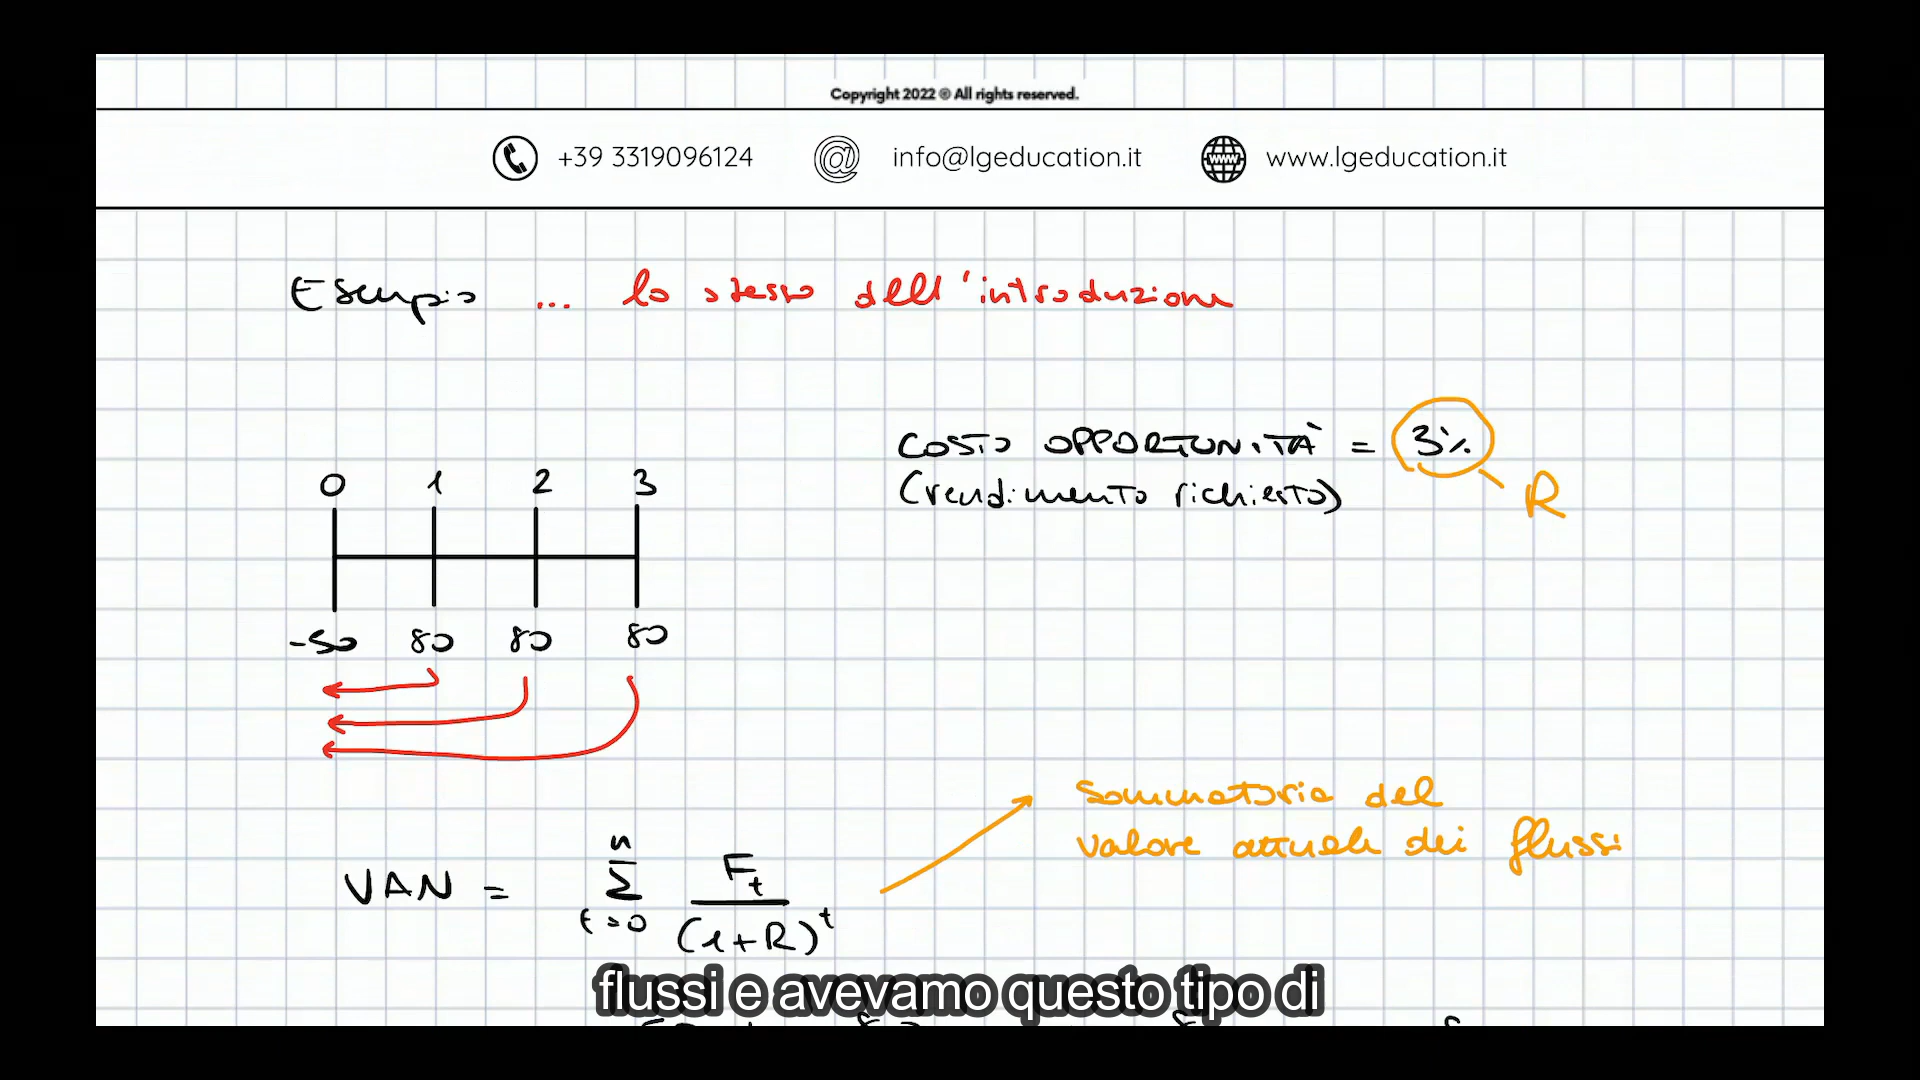 Copyright 2022 © All rights reserved.
+39 3319096124 info@lgeducation.it www.lgeducation.it
Esempio ... lo stesso dell'introduzione
COSTO OPPORTUNITÀ = 3%
(rendimento richiesto) R
0 1 2 3
-50 80 80 80
Sommatoria del
valore attuale dei flussi
VAN = n Σ t=0 Ft / (1+R)^t
flussi e avevamo questo tipo di